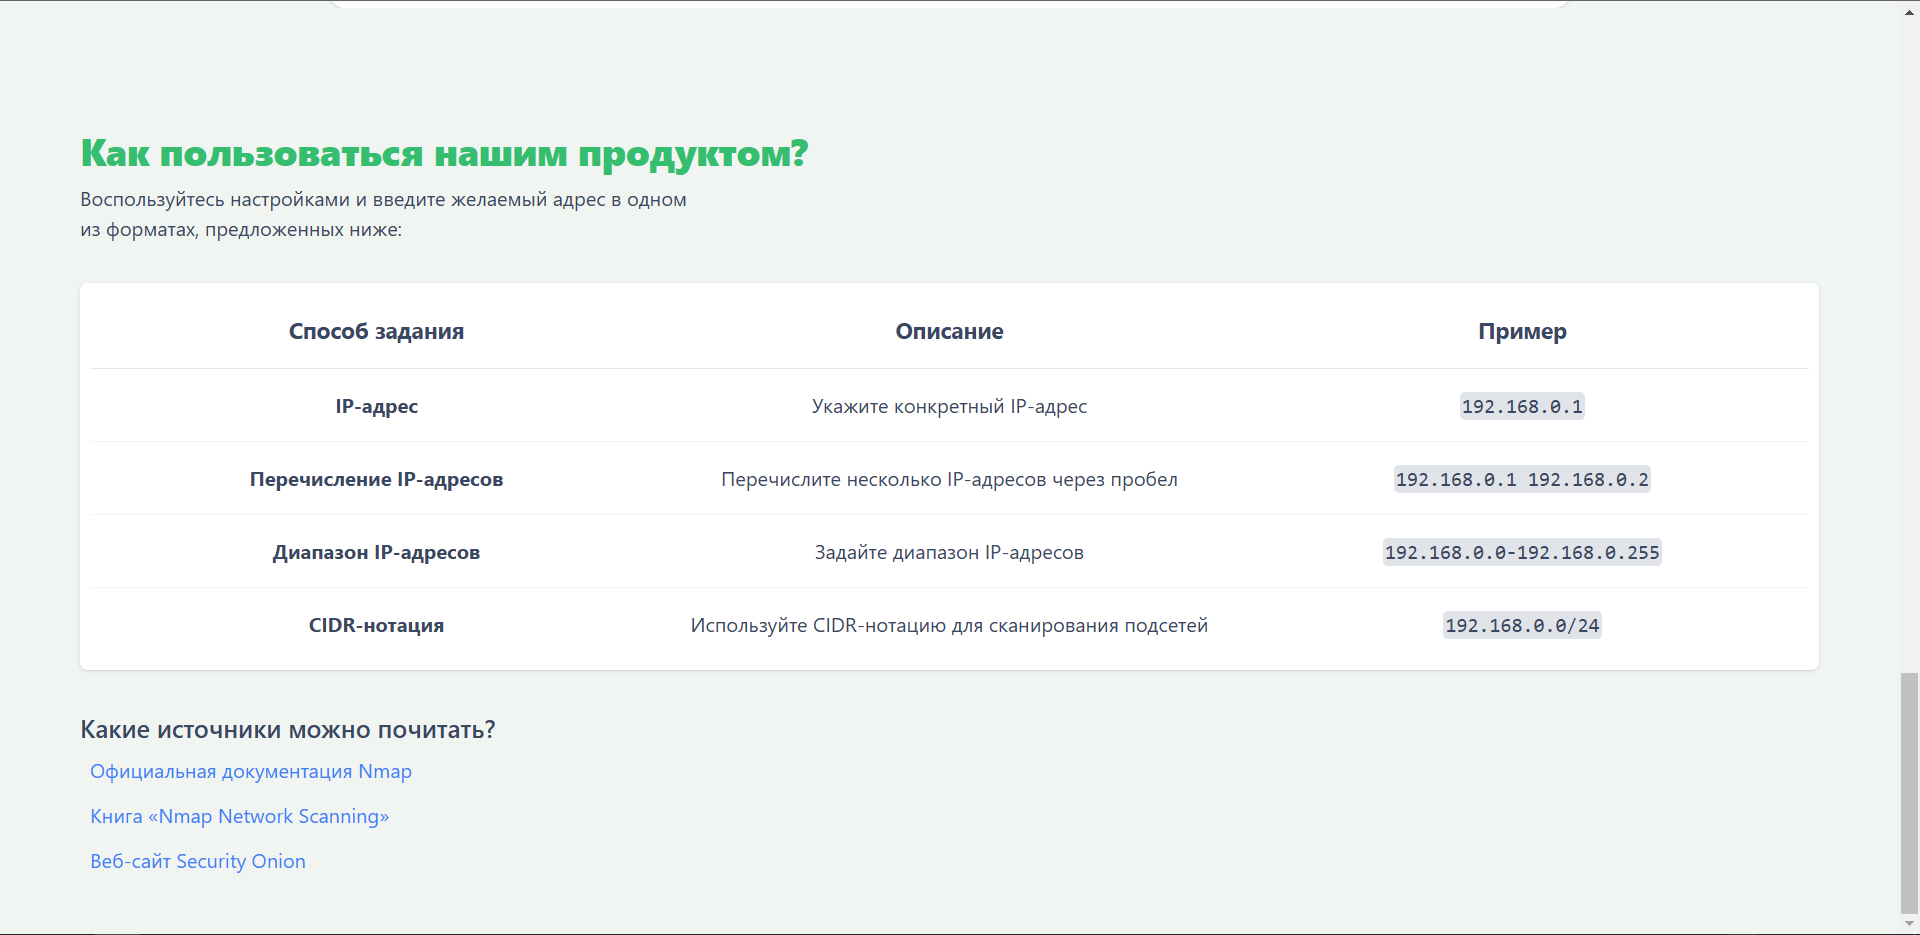 Как пользоваться нашим продуктом?
Воспользуйтесь настройками и введите желаемый адрес в одном
из форматах, предложенных ниже:
Способ задания Описание Пример
IP-адрес Укажите конкретный IP-адрес 192.168.0.1
Перечисление IP-адресов Перечислите несколько IP-адресов через пробел 192.168.0.1 192.168.0.2
Диапазон IP-адресов Задайте диапазон IP-адресов 192.168.0.0-192.168.0.255
CIDR-нотация Используйте CIDR-нотацию для сканирования подсетей 192.168.0.0/24
Какие источники можно почитать?
Официальная документация Nmap
Книга «Nmap Network Scanning»
Веб-сайт Security Onion